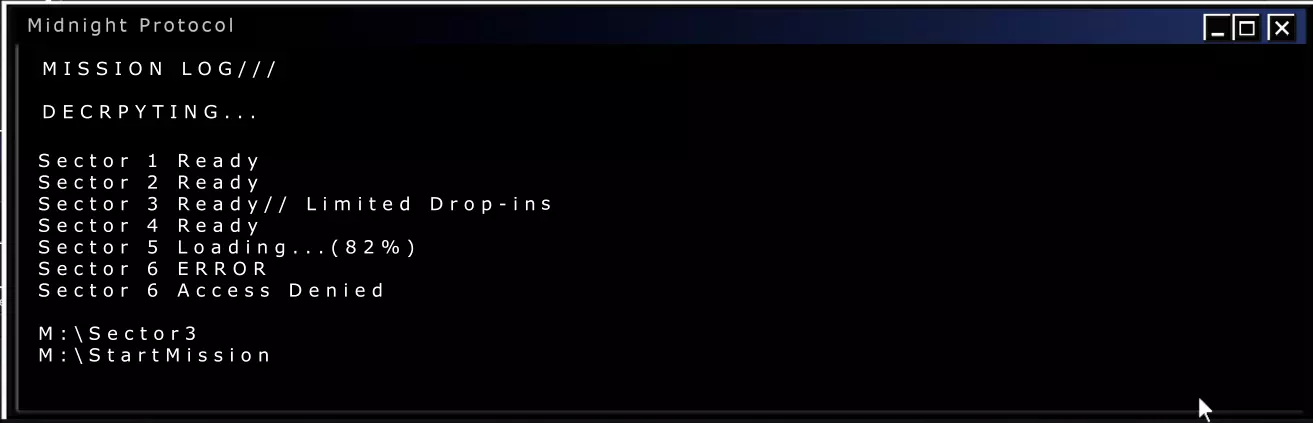 Midnight Protocol
MISSION LOG///
DECRPYTING...
Sector 1 Ready
Sector 2 Ready
Sector 3 Ready// Limited Drop-ins
Sector 4 Ready
Sector 5 Loading...(82%)
Sector 6 ERROR
Sector 6 Access Denied
M:\Sector3
M:\StartMission